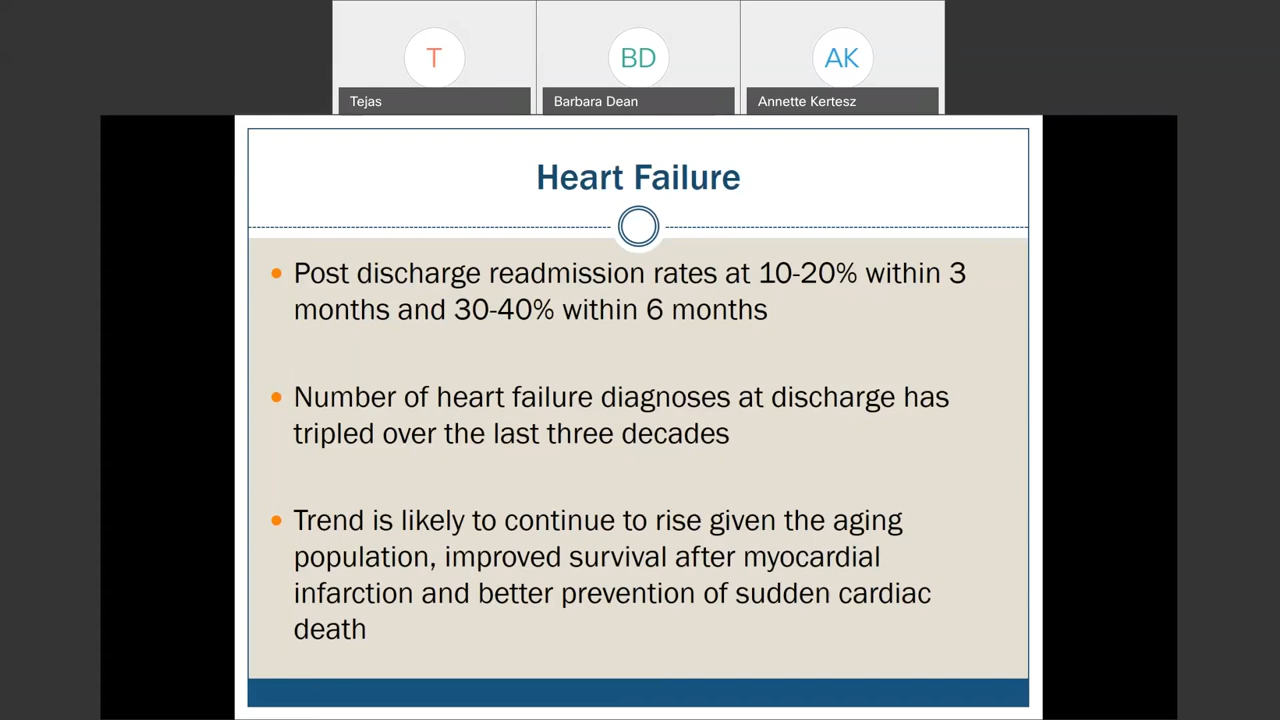 T
BD
AK
Tejas
Barbara Dean
Annette Kertesz
Heart Failure
Post discharge readmission rates at 10-20% within 3
months and 30-40% within 6 months
Number of heart failure diagnoses at discharge has
tripled over the last three decades
Trend is likely to continue to rise given the aging
population, improved survival after myocardial
infarction and better prevention of sudden cardiac
death